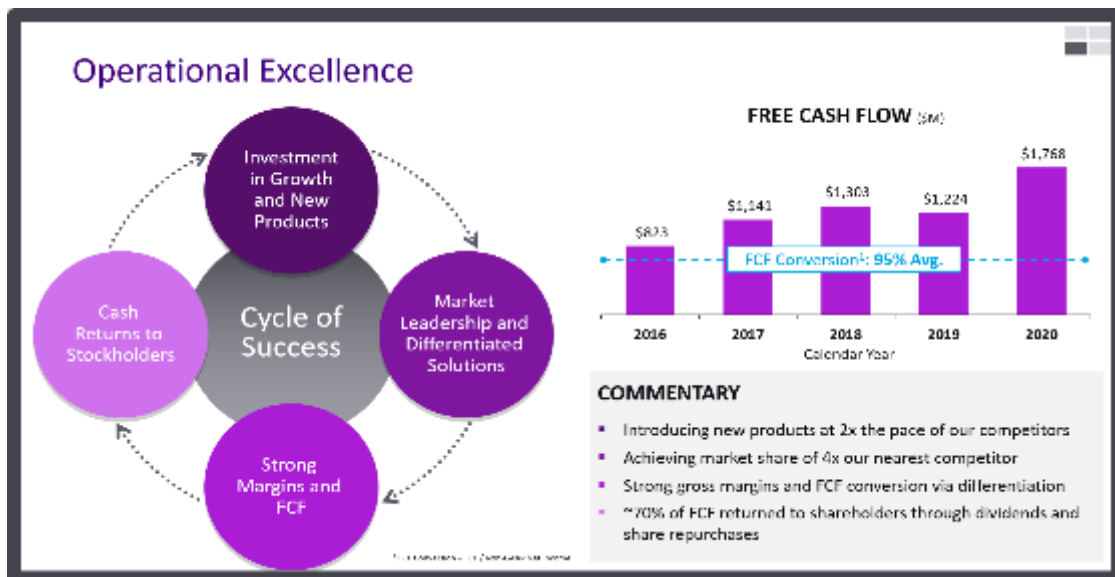 Operational Excellence
Investment
in Growth
and New
Products
Market
Leadership and
Differentiated
Solutions
Strong
Margins and
FCF
Cash
Returns to
Stockholders
Cycle of
Success
FREE CASH FLOW ($M)
$823
$1,141
$1,303
$1,224
$1,768
FCF Conversion¹: 95% Avg.
2016 2017 2018 2019 2020
Calendar Year
COMMENTARY
▪ Introducing new products at 2x the pace of our competitors
▪ Achieving market share of 4x our nearest competitor
▪ Strong gross margins and FCF conversion via differentiation
▪ ~70% of FCF returned to shareholders through dividends and
share repurchases